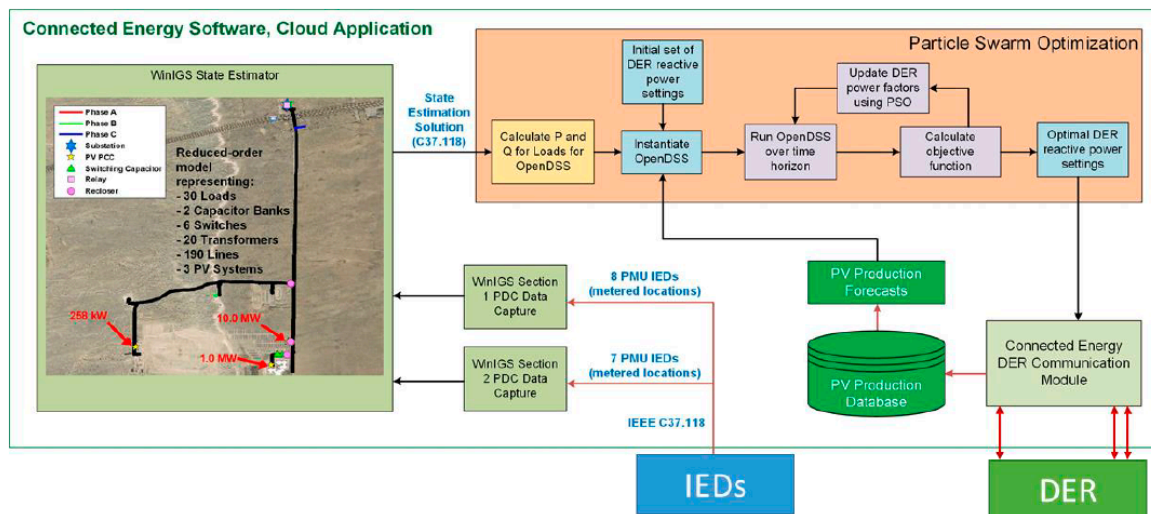 Connected Energy Software, Cloud Application
WinIGS State Estimator
Phase A
Phase B
Phase C
Substation
PV PCC
Switching Capacitor
Relay
Recloser
Reduced-order
model
representing:
- 30 Loads
- 2 Capacitor Banks
- 6 Switches
- 20 Transformers
- 190 Lines
- 3 PV Systems
258 kW
10.0 MW
1.0 MW
State
Estimation
Solution
(C37.118)
Particle Swarm Optimization
Initial set of
DER reactive
power
settings
Update DER
power factors
using PSO
Calculate P and
Q for Loads for
OpenDSS
Instantiate
OpenDSS
Run OpenDSS
over time
horizon
Calculate
objective
function
Optimal DER
reactive power
settings
WinIGS Section
1 PDC Data
Capture
8 PMU IEDs
(metered locations)
WinIGS Section
2 PDC Data
Capture
7 PMU IEDs
(metered locations)
IEEE C37.118
PV Production
Forecasts
PV Production
Database
Connected Energy
DER Communication
Module
IEDs
DER